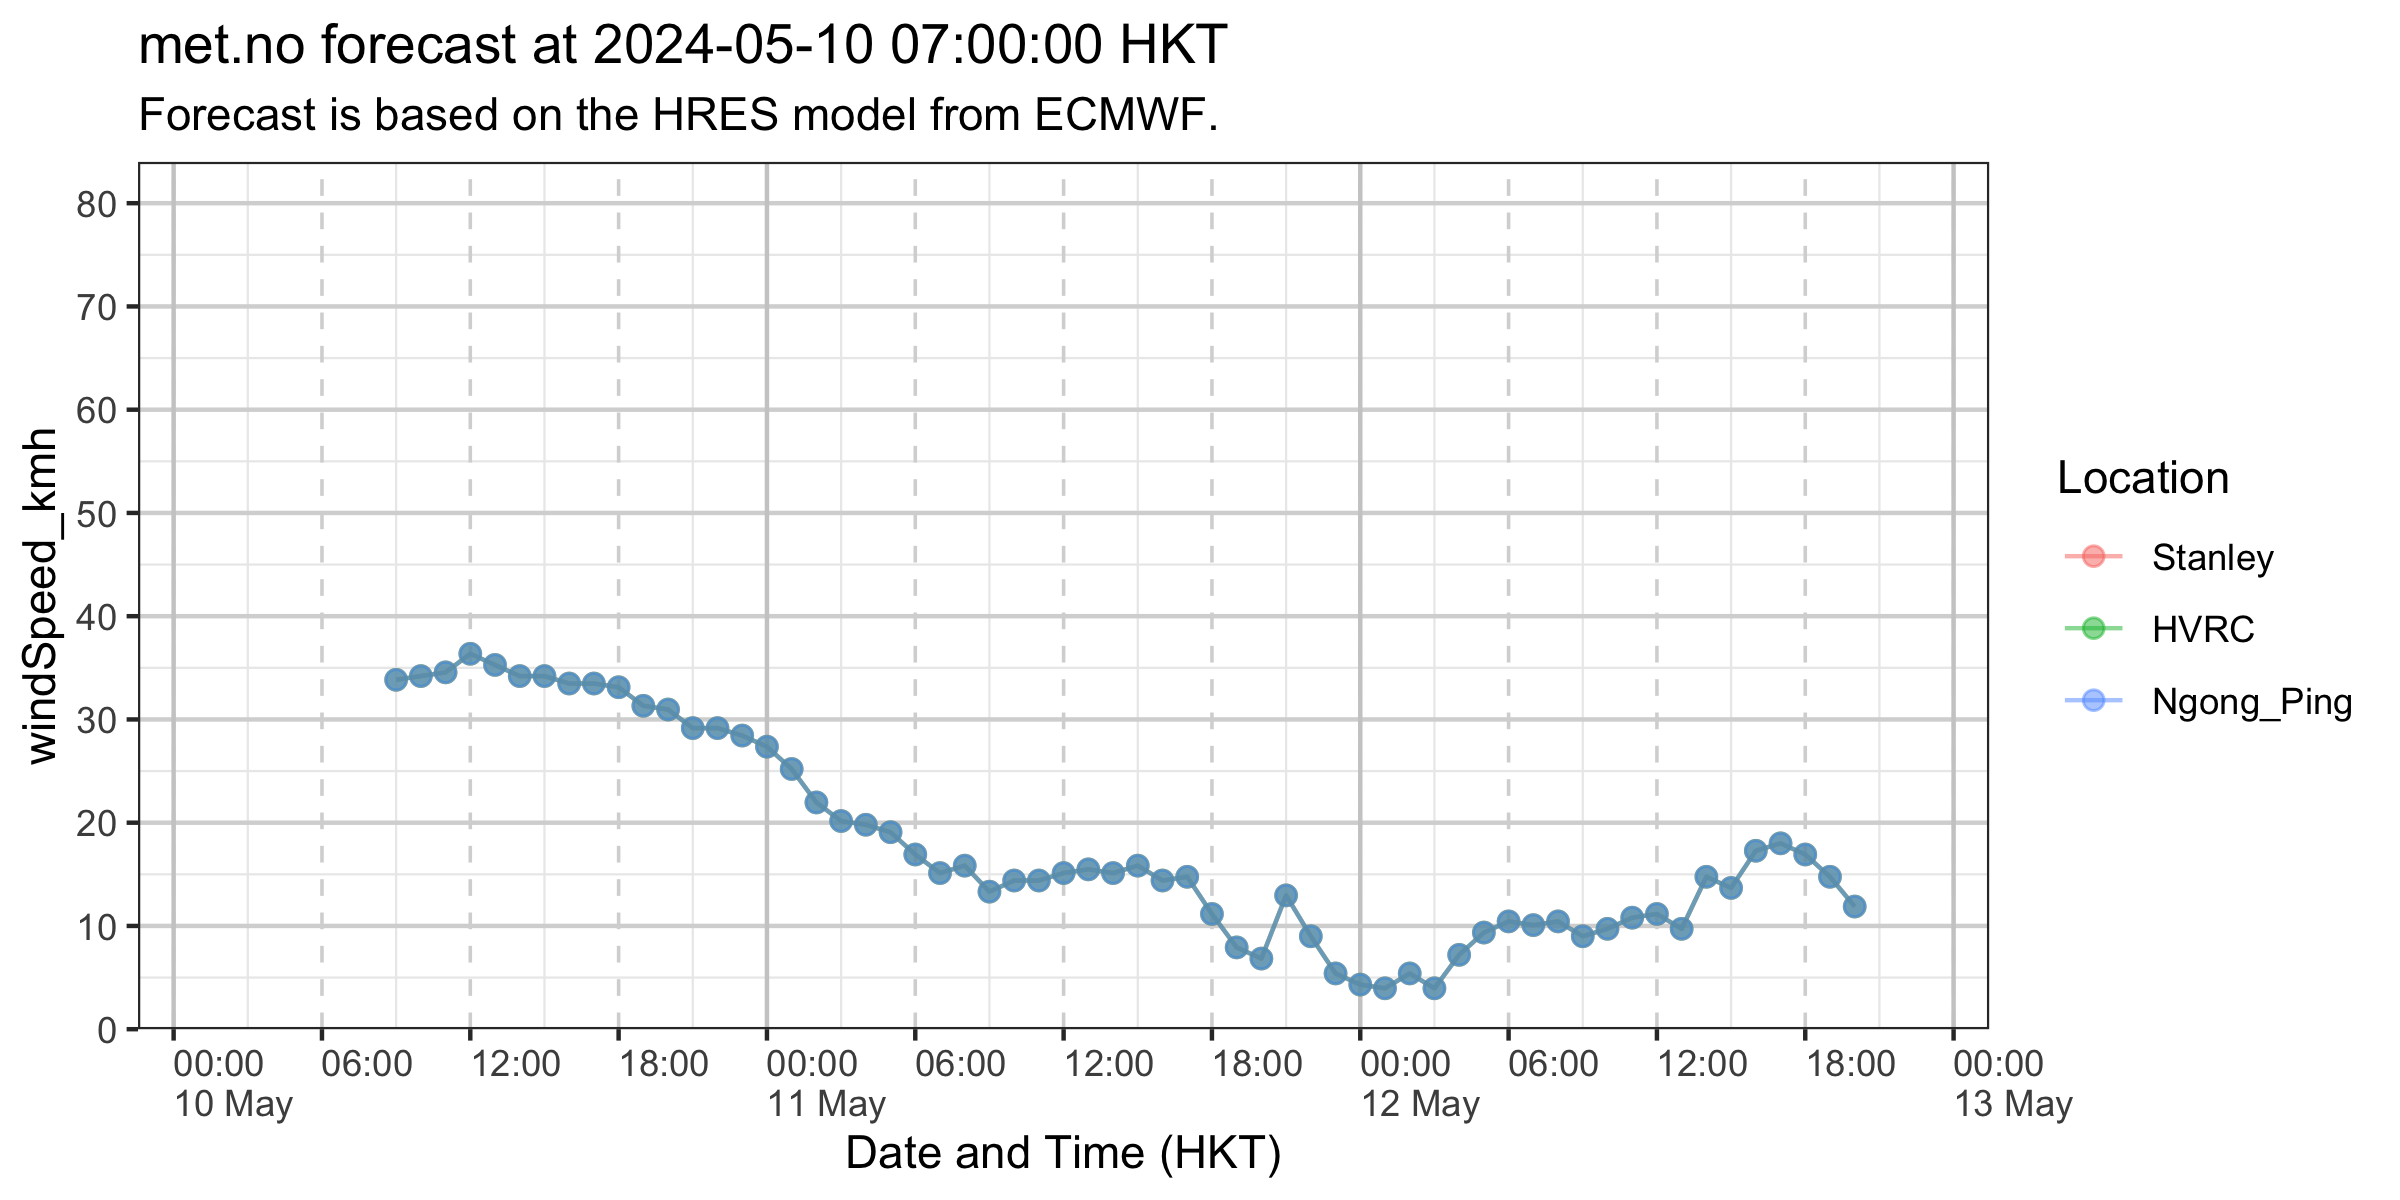 met.no forecast at 2024-05-10 07:00:00 HKT
Forecast is based on the HRES model from ECMWF.
windSpeed_kmh
80
70
60
50
40
30
20
10
0
00:00 06:00 12:00 18:00 00:00 06:00 12:00 18:00 00:00 06:00 12:00 18:00 00:00
10 May 11 May 12 May 13 May
Date and Time (HKT)
Location
Stanley
HVRC
Ngong_Ping